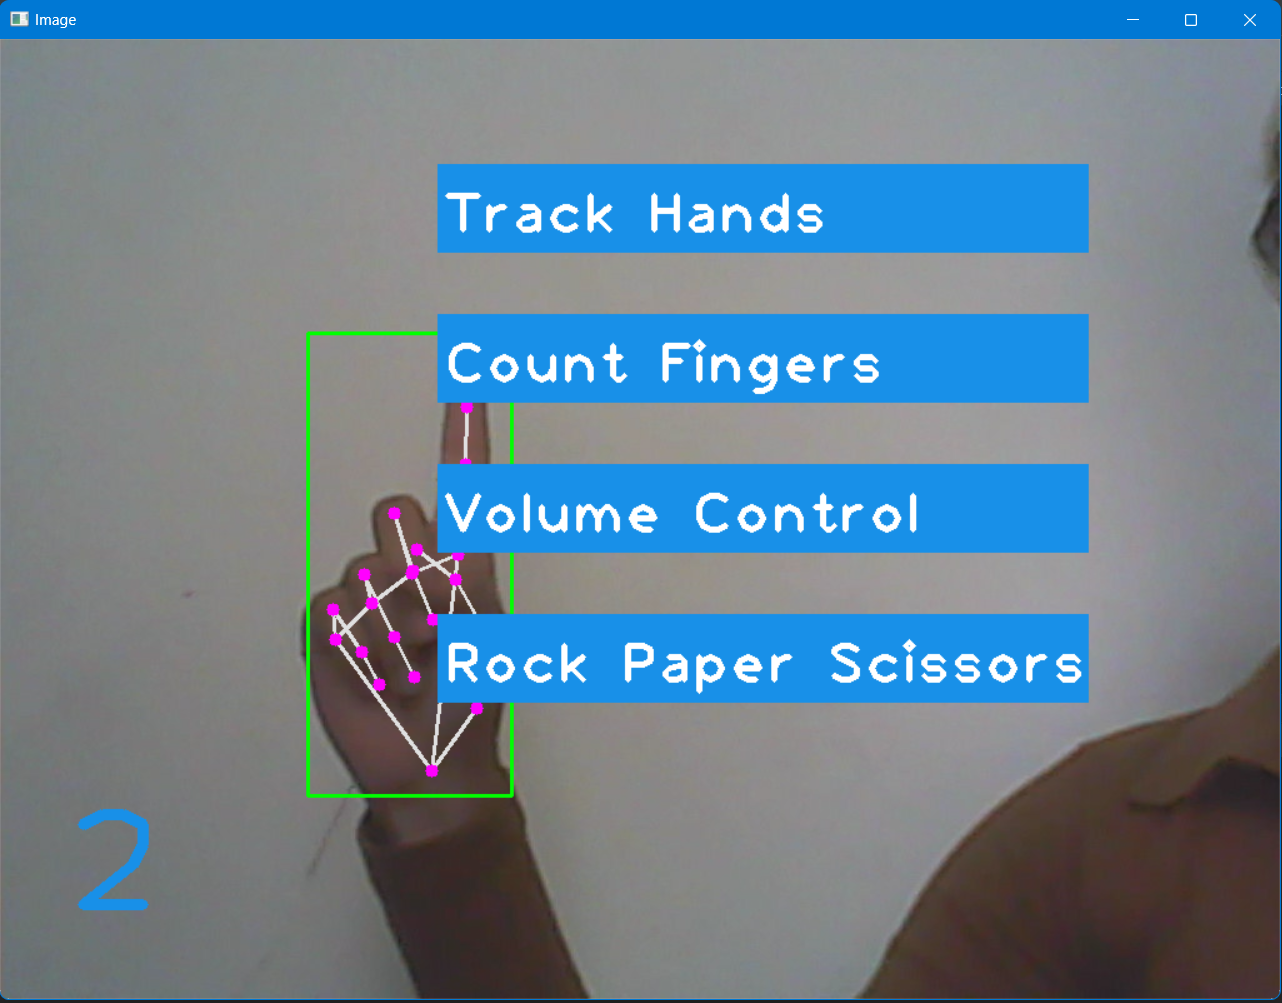 Image
Track Hands
Count Fingers
Volume Control
Rock Paper Scissors
2